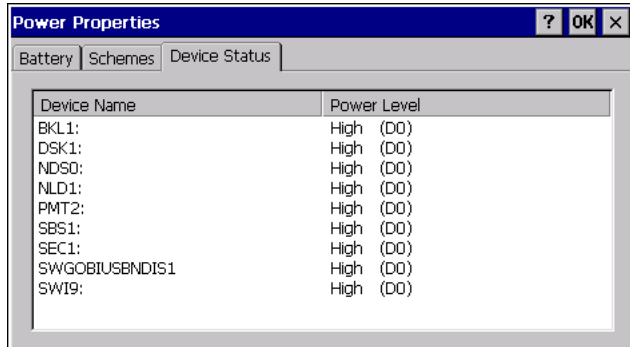 Power Properties ? OK ×
Battery Schemes Device Status
Device Name Power Level
BKL1: High (D0)
DSK1: High (D0)
NDS0: High (D0)
NLD1: High (D0)
PMT2: High (D0)
SBS1: High (D0)
SEC1: High (D0)
SWGOBIUSBNDIS1 High (D0)
SWI9: High (D0)